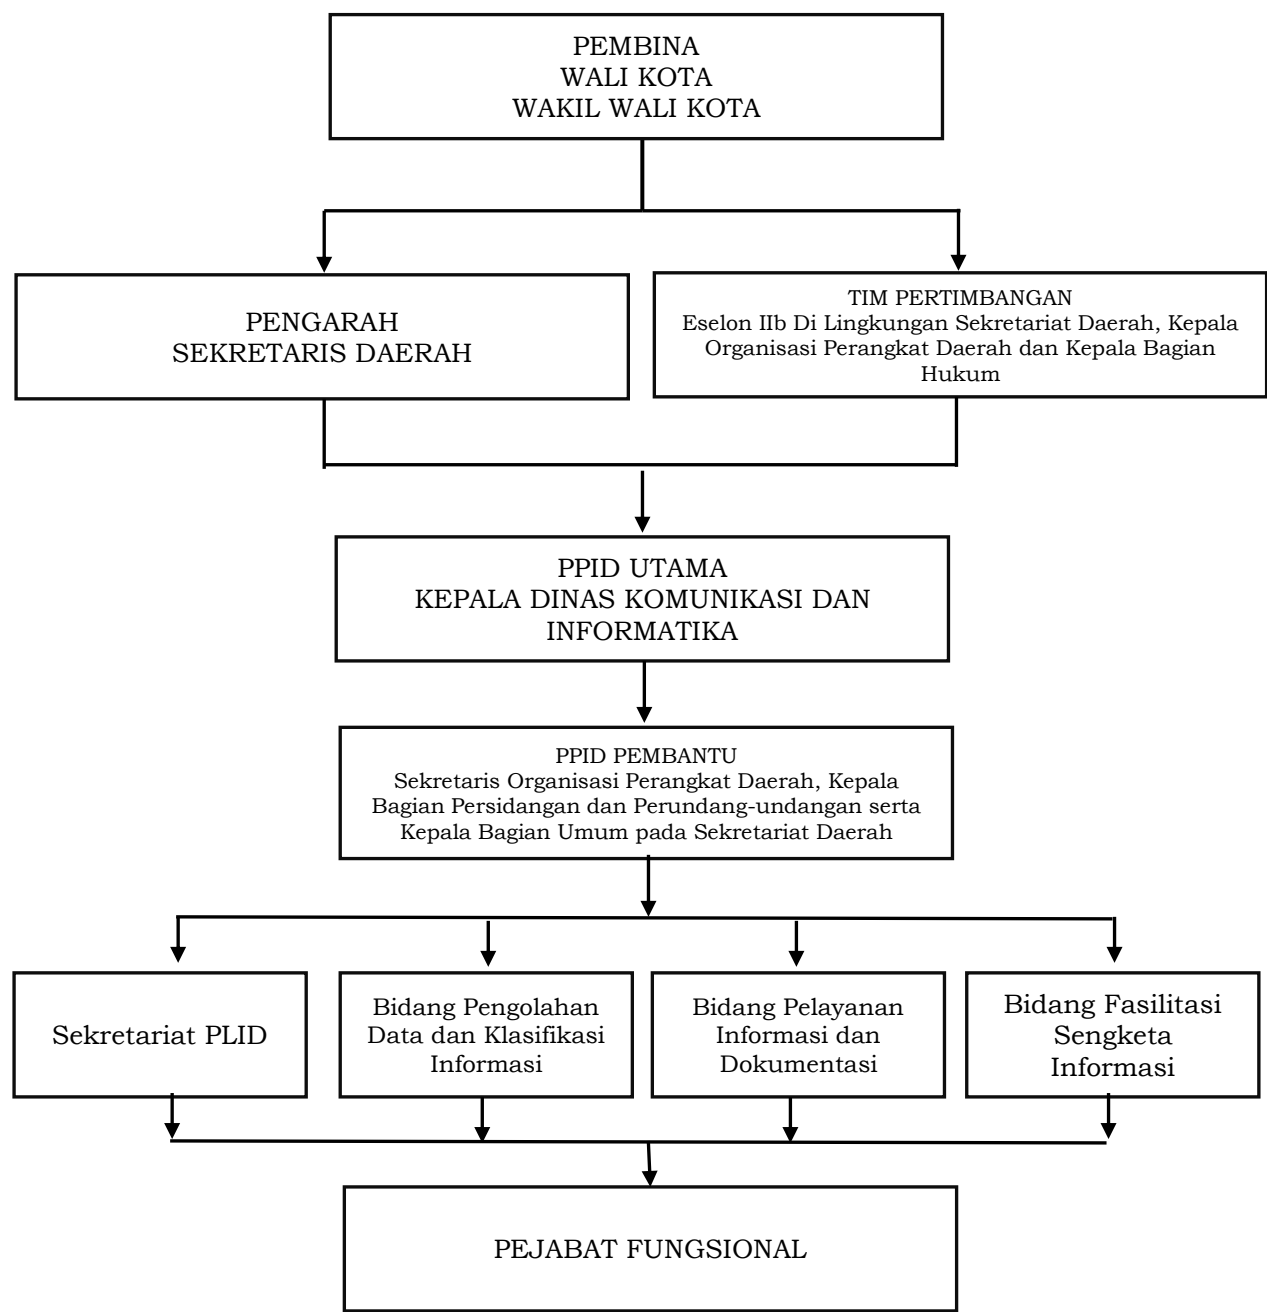 PEMBINA
WALI KOTA
WAKIL WALI KOTA
PENGARAH
SEKRETARIS DAERAH
TIM PERTIMBANGAN
Eselon IIb Di Lingkungan Sekretariat Daerah, Kepala
Organisasi Perangkat Daerah dan Kepala Bagian
Hukum
PPID UTAMA
KEPALA DINAS KOMUNIKASI DAN
INFORMATIKA
PPID PEMBANTU
Sekretaris Organisasi Perangkat Daerah, Kepala
Bagian Persidangan dan Perundang-undangan serta
Kepala Bagian Umum pada Sekretariat Daerah
Sekretariat PLID
Bidang Pengolahan
Data dan Klasifikasi
Informasi
Bidang Pelayanan
Informasi dan
Dokumentasi
Bidang Fasilitasi
Sengketa
Informasi
PEJABAT FUNGSIONAL